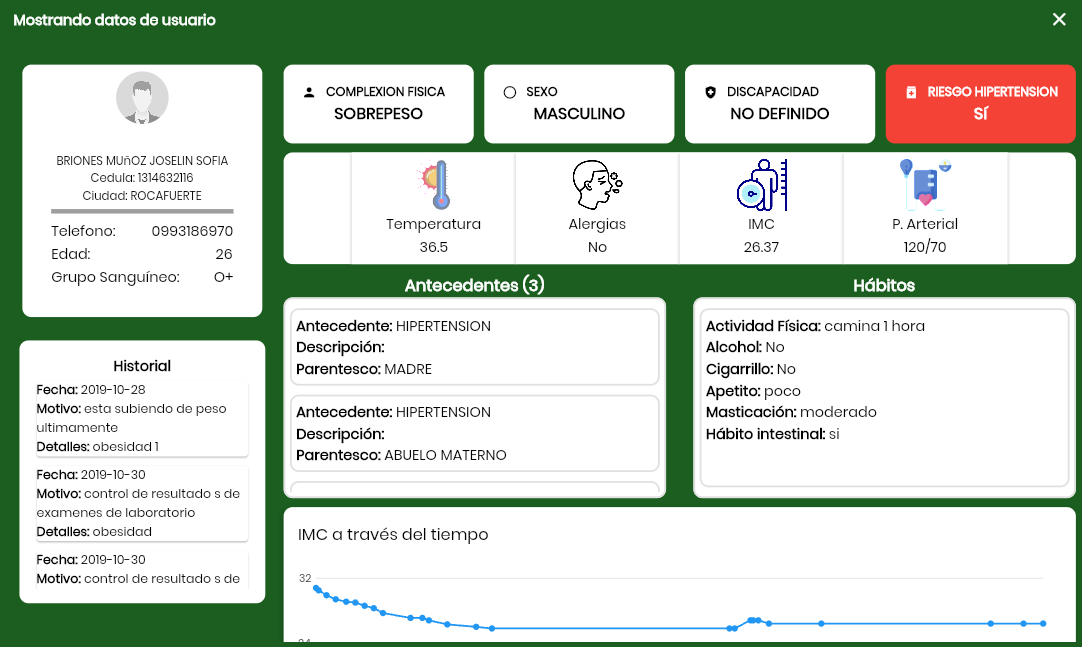 Mostrando datos de usuario
BRIONES MUñOZ JOSELIN SOFIA
Cedula: 1314632116
Ciudad: ROCAFUERTE
Telefono: 0993186970
Edad: 26
Grupo Sanguíneo: O+
Historial
Fecha: 2019-10-28
Motivo: esta subiendo de peso
ultimamente
Detalles: obesidad 1
Fecha: 2019-10-30
Motivo: control de resultado s de
examenes de laboratorio
Detalles: obesidad
Fecha: 2019-10-30
Motivo: control de resultado s de
COMPLEXION FISICA
SOBREPESO
SEXO
MASCULINO
DISCAPACIDAD
NO DEFINIDO
RIESGO HIPERTENSION
SÍ
Temperatura
36.5
Alergias
No
IMC
26.37
P. Arterial
120/70
Antecedentes (3)
Antecedente: HIPERTENSION
Descripción:
Parentesco: MADRE
Antecedente: HIPERTENSION
Descripción:
Parentesco: ABUELO MATERNO
Hábitos
Actividad Física: camina 1 hora
Alcohol: No
Cigarrillo: No
Apetito: poco
Masticación: moderado
Hábito intestinal: si
IMC a través del tiempo
32